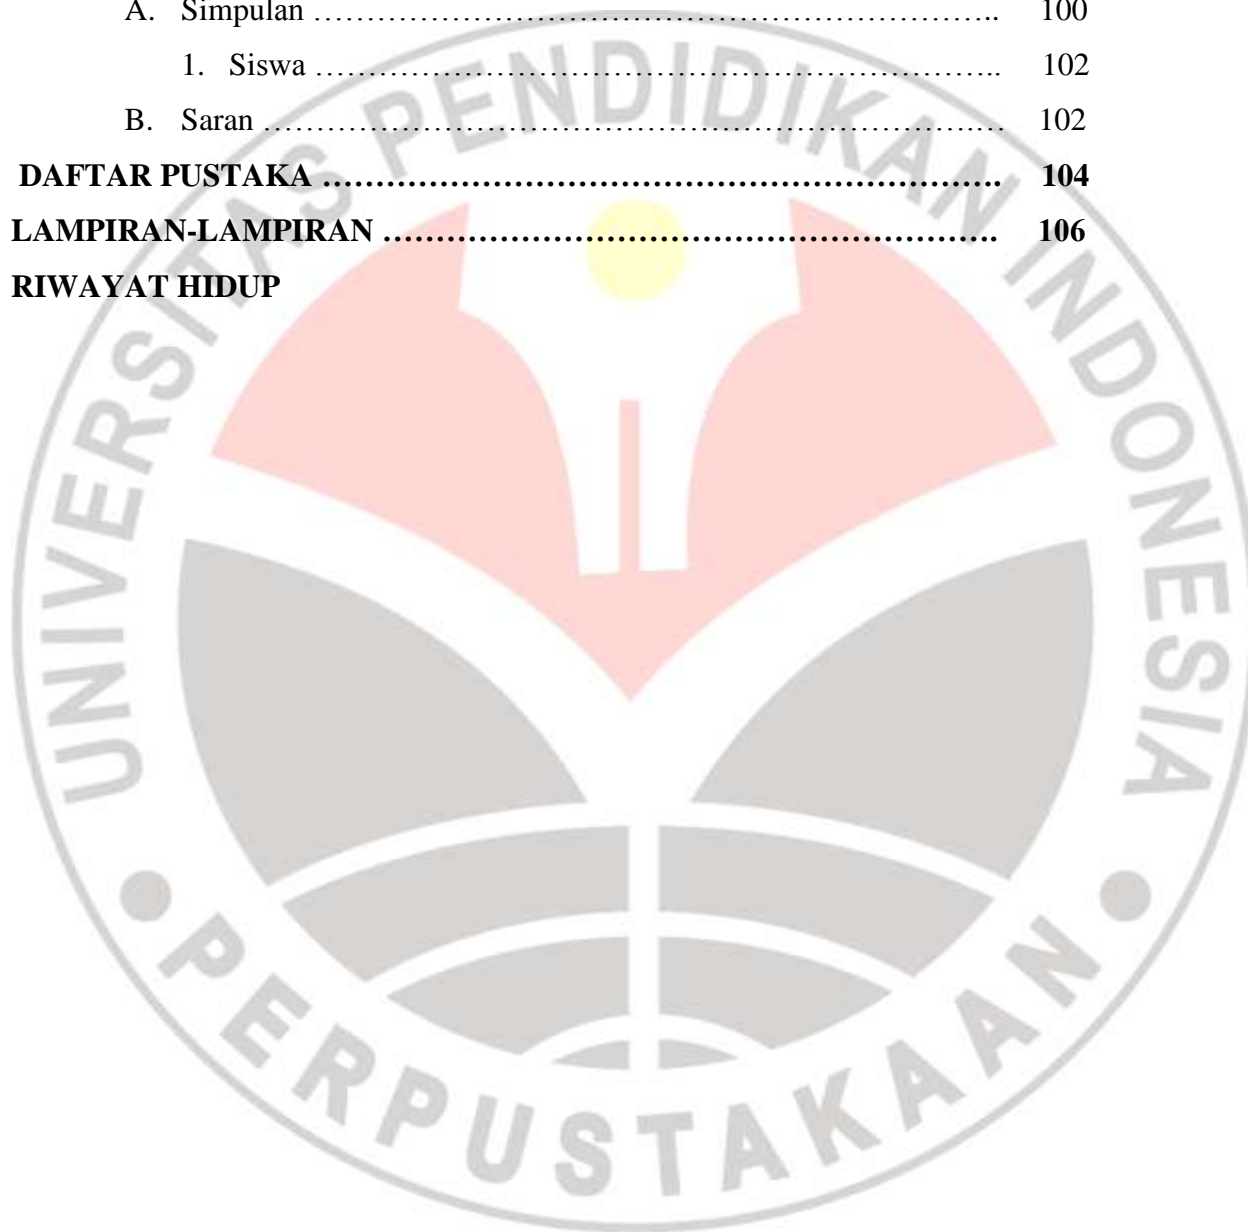 A. Simpulan ………………………………………………………….. 100
1. Siswa ………………………………………………………….. 102
B. Saran ……………………………………………………………… 102
DAFTAR PUSTAKA ……………………………………………………….. 104
LAMPIRAN-LAMPIRAN …………………………………………………. 106
RIWAYAT HIDUP
UNIVERSITAS PENDIDIKAN INDONESIA
PERPUSTAKAAN